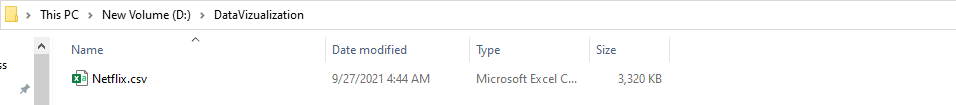 This PC > New Volume (D:) > DataVizualization
Name Date modified Type Size
ss Netflix.csv 9/27/2021 4:44 AM Microsoft Excel C... 3,320 KB